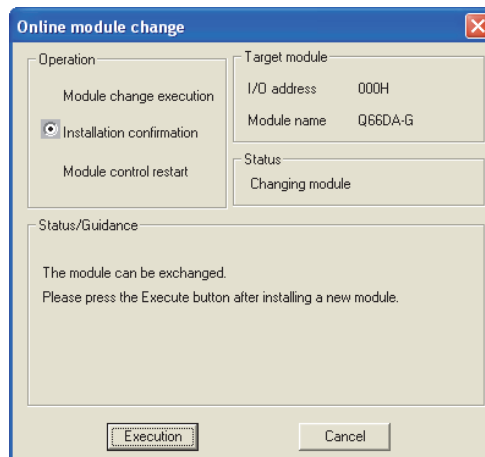 Online module change
Operation
Module change execution
Installation confirmation
Module control restart
Target module
I/O address 000H
Module name Q66DA-G
Status
Changing module
Status/Guidance
The module can be exchanged.
Please press the Execute button after installing a new module.
Execution
Cancel